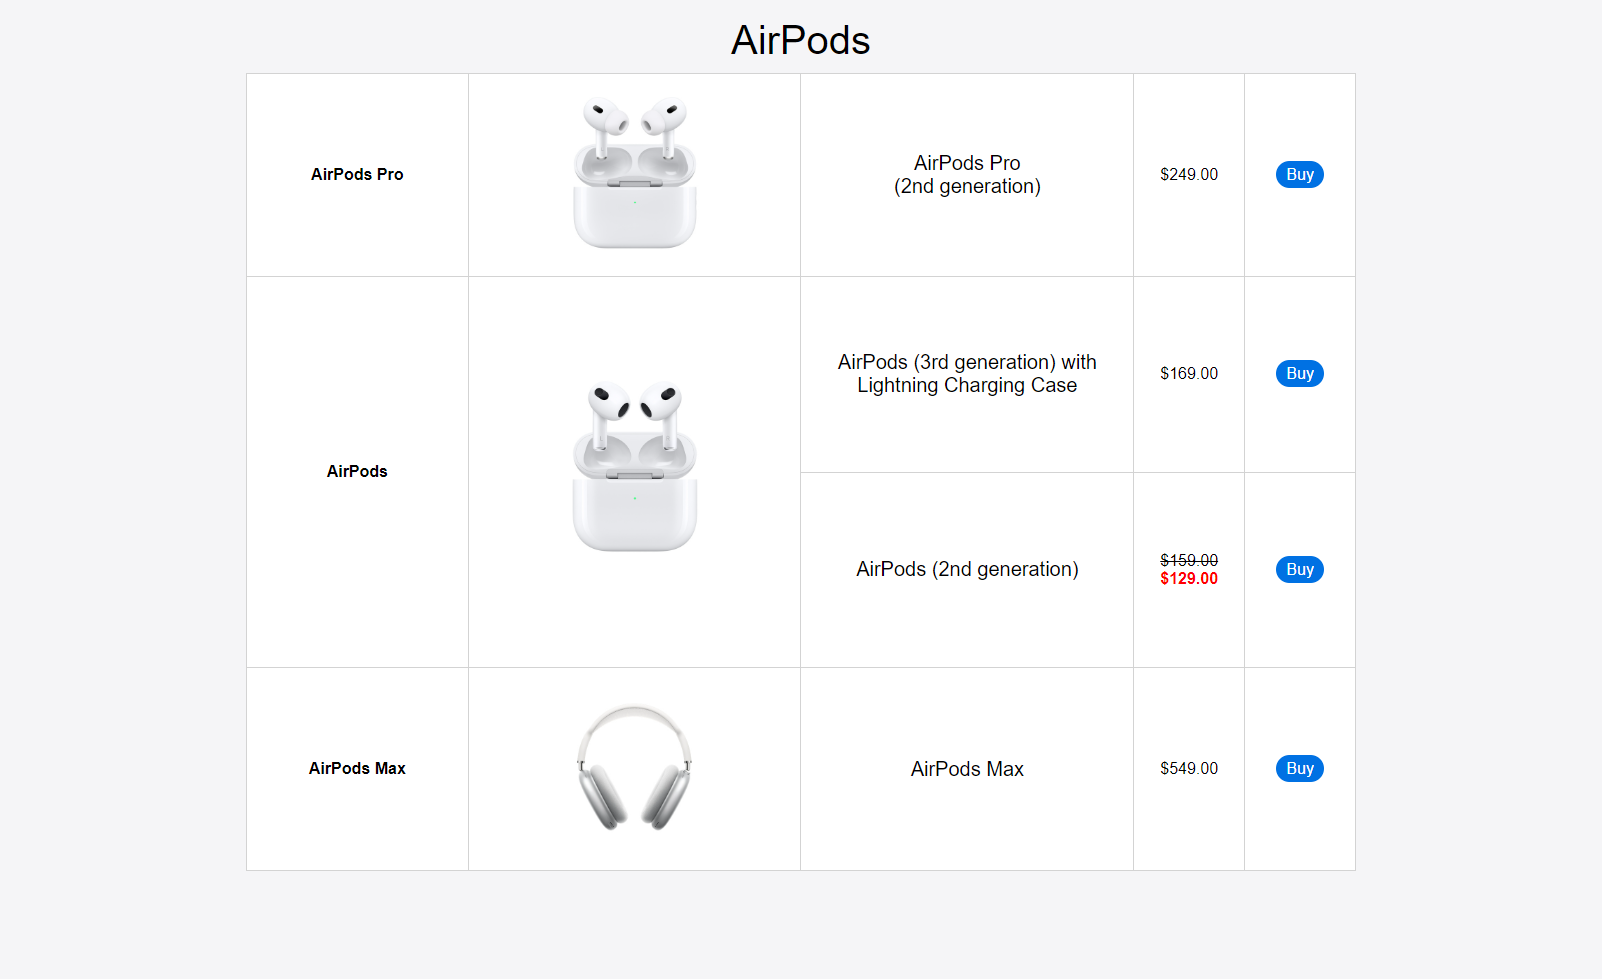 AirPods
AirPods Pro
AirPods Pro
(2nd generation)
$249.00
Buy
AirPods
AirPods (3rd generation) with
Lightning Charging Case
$169.00
Buy
AirPods (2nd generation)
$159.00
$129.00
Buy
AirPods Max
AirPods Max
$549.00
Buy